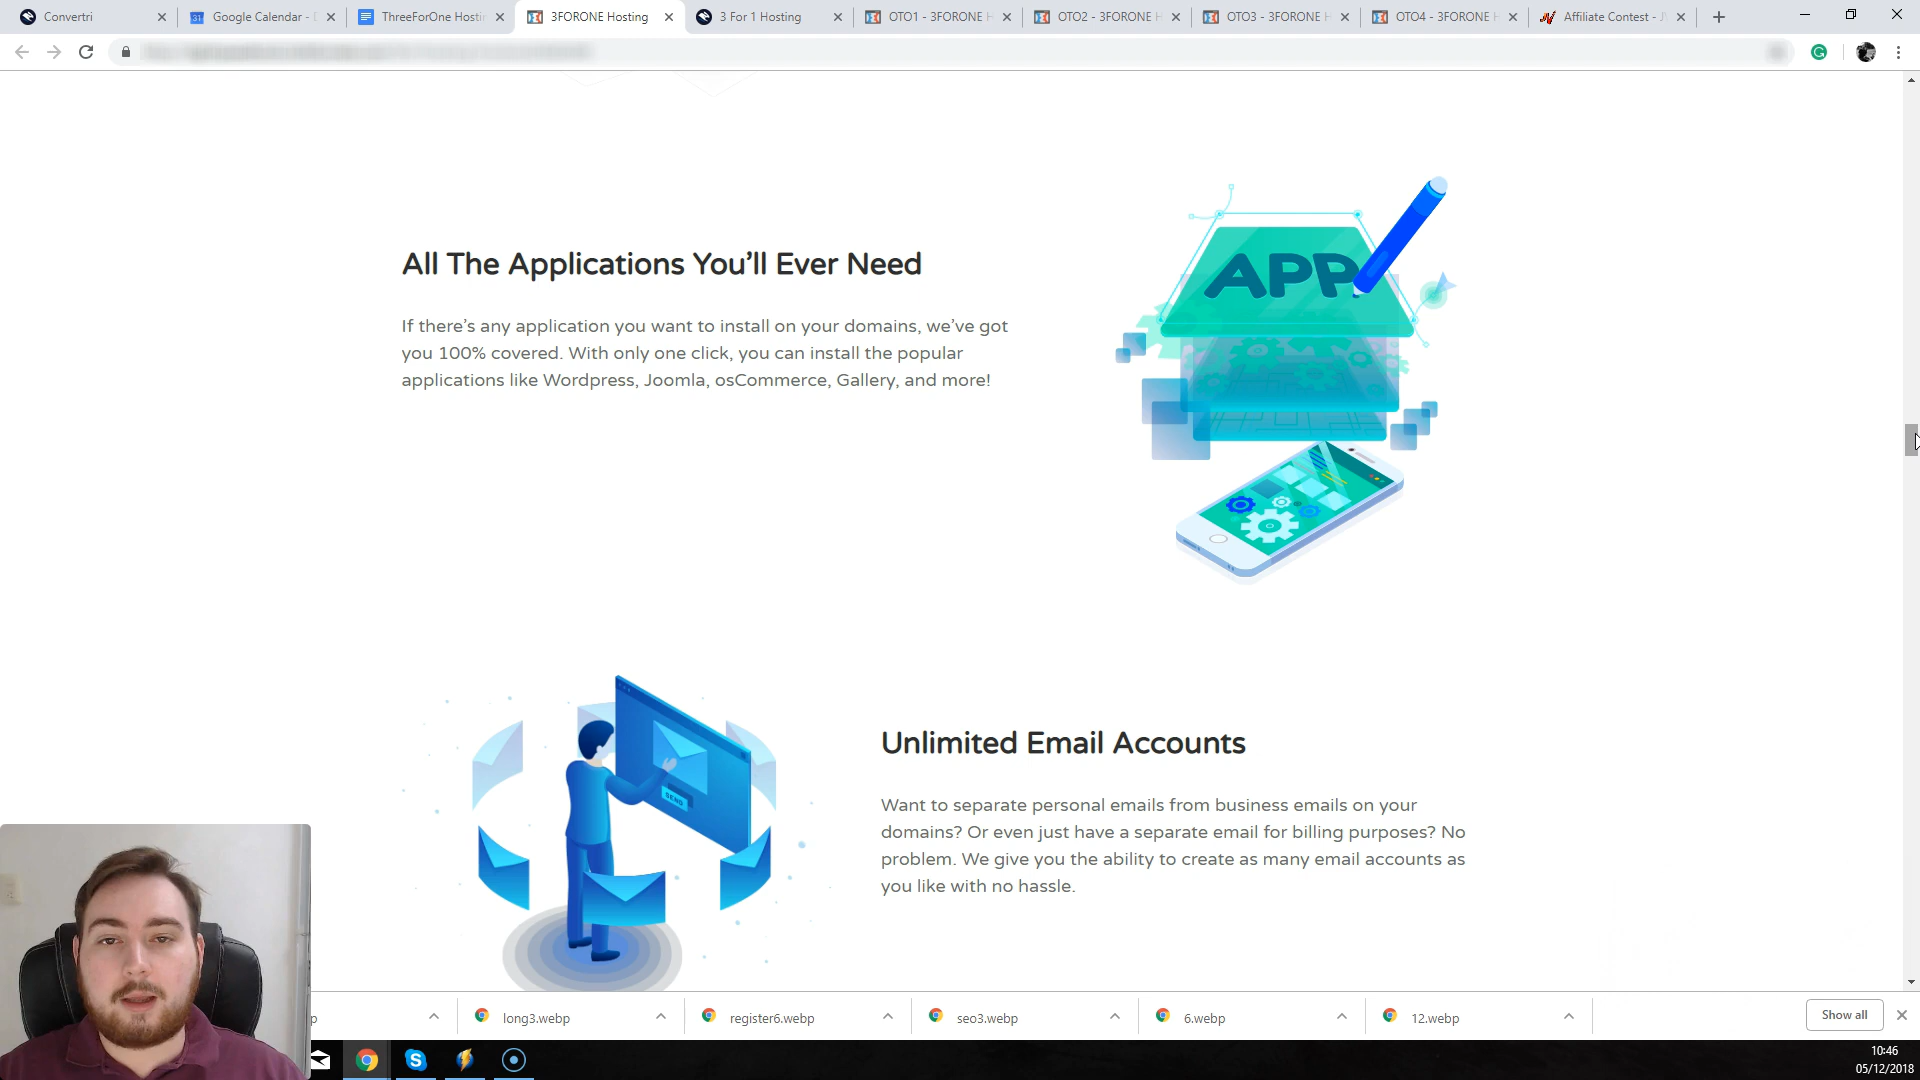 Convertri
Google Calendar - D
ThreeForOne Hostin
3FORONE Hosting
3 For 1 Hosting
OTO1 - 3FORONE H
OTO2 - 3FORONE H
OTO3 - 3FORONE H
OTO4 - 3FORONE H
Affiliate Contest - JV
All The Applications You'll Ever Need
If there's any application you want to install on your domains, we've got
you 100% covered. With only one click, you can install the popular
applications like Wordpress, Joomla, osCommerce, Gallery, and more!
APP
SEND
Unlimited Email Accounts
Want to separate personal emails from business emails on your
domains? Or even just have a separate email for billing purposes? No
problem. We give you the ability to create as many email accounts as
you like with no hassle.
p
long3.webp
register6.webp
seo3.webp
6.webp
12.webp
Show all
10:46
05/12/2018